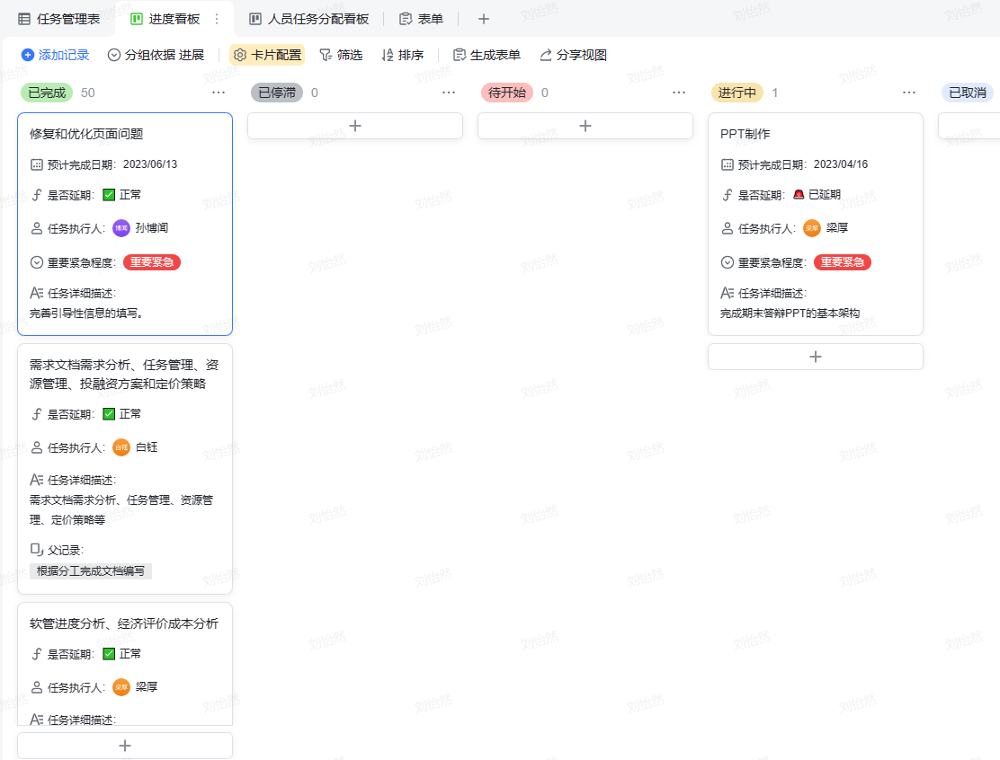 任务管理表 进度看板 人员任务分配看板 表单
添加记录 分组依据 进展 卡片配置 筛选 排序 生成表单 分享视图
已完成 50 已停滞 0 待开始 0 进行中 1 已取消
修复和优化页面问题
预计完成日期: 2023/06/13
是否延期: 正常
任务执行人: 博闻 孙博闻
重要紧急程度: 重要紧急
任务详细描述:
完善引导性信息的填写。
需求文档需求分析、任务管理、资
源管理、投融资方案和定价策略
是否延期: 正常
任务执行人: 白钰 白钰
任务详细描述:
需求文档需求分析、任务管理、资源管
理、定价策略等
父记录:
根据分工完成文档编写
软管进度分析、经济评价成本分析
是否延期: 正常
任务执行人: 梁厚 梁厚
任务详细描述:
PPT制作
预计完成日期: 2023/04/16
是否延期: 已延期
任务执行人: 梁厚 梁厚
重要紧急程度: 重要紧急
任务详细描述:
完成期末答辩PPT的基本架构
刘怡然